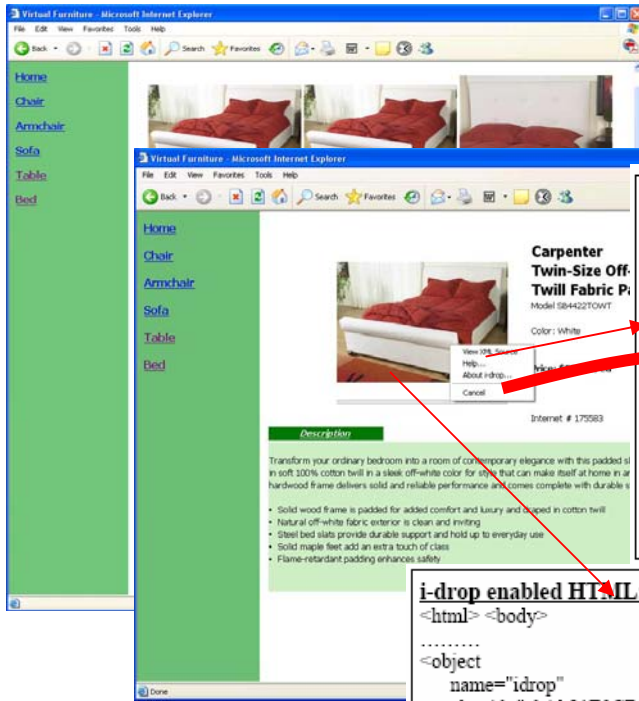 Virtual Furniture - Microsoft Internet Explorer
File Edit View Favorites Tools Help
Back Search Favorites
Home
Chair
Armchair
Sofa
Table
Bed
Virtual Furniture - Microsoft Internet Explorer
File Edit View Favorites Tools Help
Back Search Favorites
Home
Chair
Armchair
Sofa
Table
Bed
Carpenter
Twin-Size Off-
Twill Fabric
Model
Color: White
View XML Source
Help...
About i-drop...
Cancel
Internet # 175583
Description
Transform your ordinary bedroom into a room of contemporary elegance with this padded
in soft 100% cotton twill in a sleek off-white color for style that can make itself at home in
hardwood frame delivers solid and reliable performance and comes complete with durable
• Solid wood frame is padded for added comfort and luxury and draped in cotton twill
• Natural off-white fabric exterior is clean and inviting
• Steel bed slats provide durable support and hold up to everyday use
• Solid maple feet add an extra touch of class
• Flame-retardant padding enhances safety
Done
i-drop enabled HTML
<html> <body>
.........
<object
name="idrop"